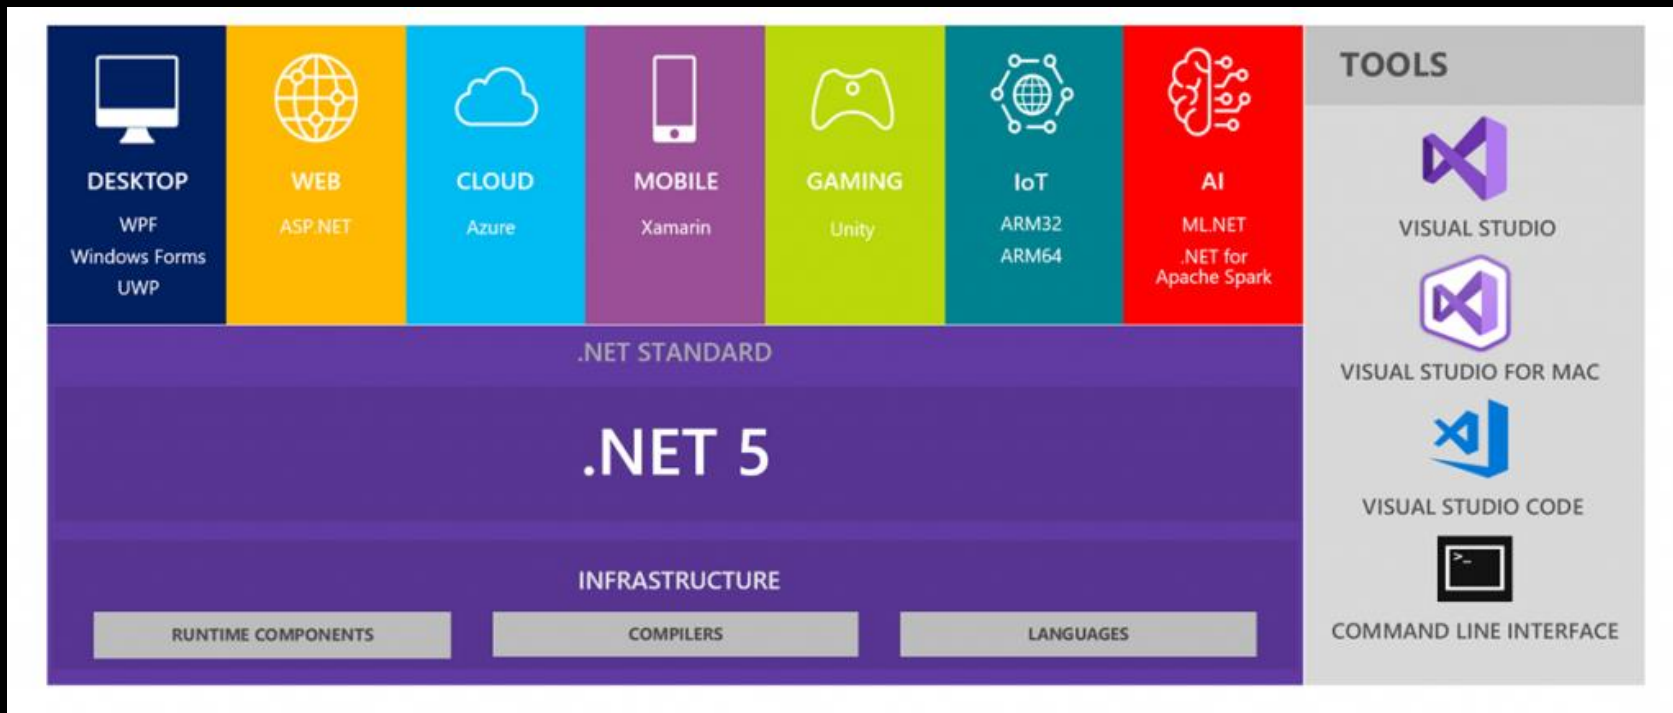 DESKTOP
WPF
Windows Forms
UWP
WEB
ASP.NET
CLOUD
Azure
MOBILE
Xamarin
GAMING
Unity
IoT
ARM32
ARM64
AI
ML.NET
.NET for
Apache Spark
.NET STANDARD
.NET 5
INFRASTRUCTURE
RUNTIME COMPONENTS
COMPILERS
LANGUAGES
TOOLS
VISUAL STUDIO
VISUAL STUDIO FOR MAC
VISUAL STUDIO CODE
>_
COMMAND LINE INTERFACE